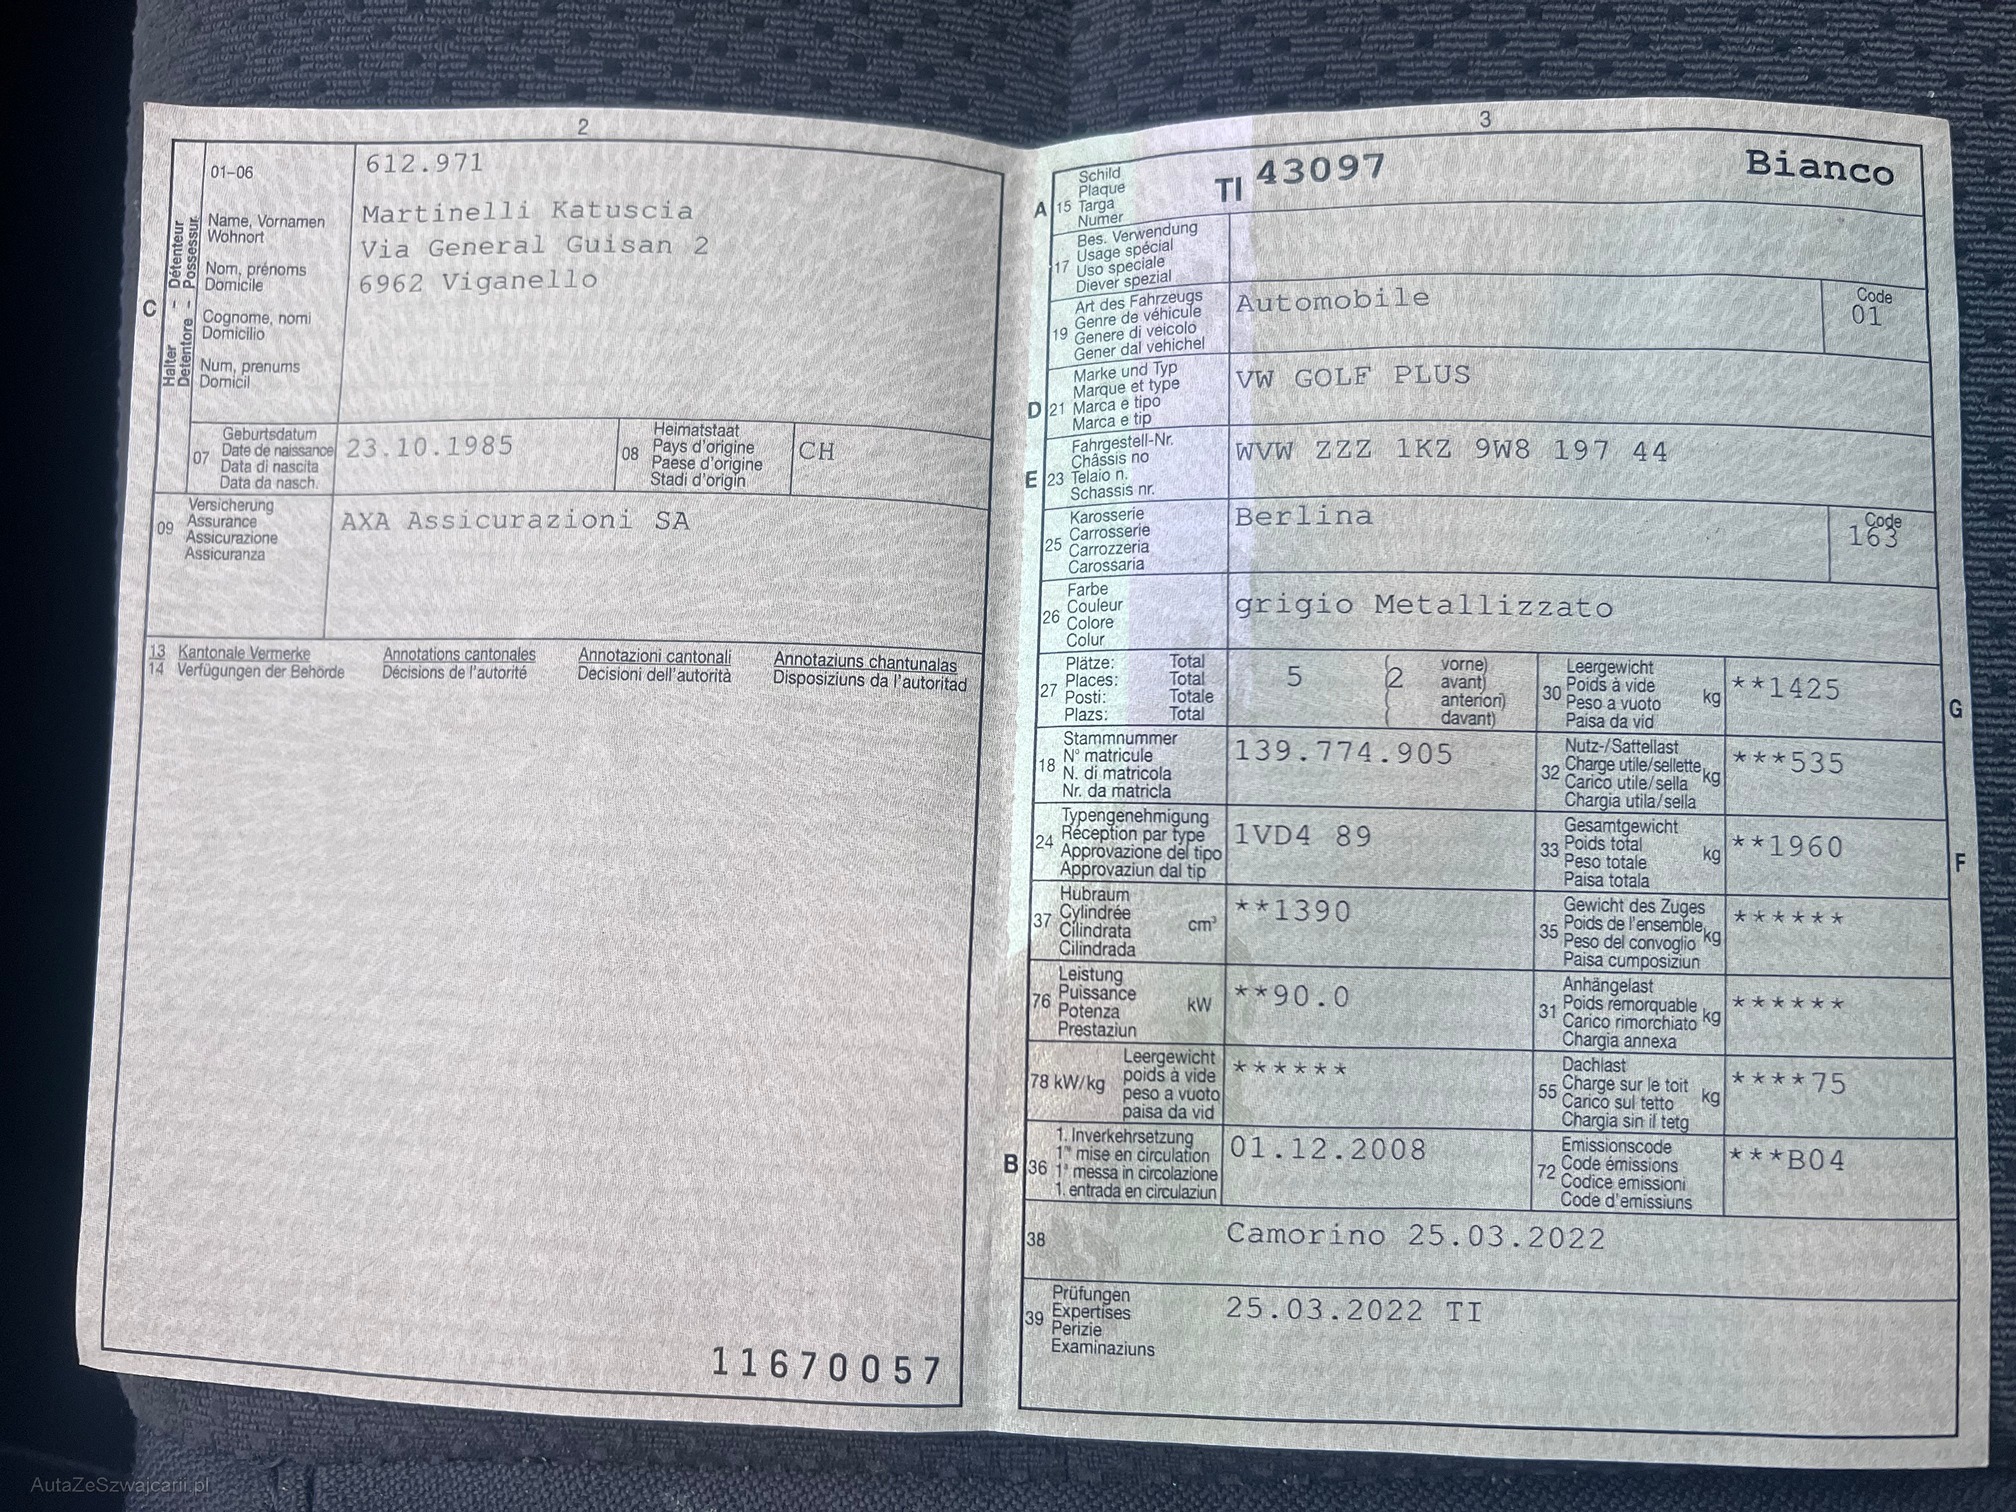 2
01-06
612.971
Name, Vornamen
Wohnort
Nom, prénoms
Domicile
Cognome, nomi
Domicilio
Num, prenums
Domicil
Martinelli Katuscia
Via General Guisan 2
6962 Viganello
C
Halter - Détenteur
Detentore - Possessur
07
Geburtsdatum
Date de naissance
Data di nascita
Data da nasch.
23.10.1985
08
Heimatstaat
Pays d'origine
Paese d'origine
Stadi d'origin
CH
09
Versicherung
Assurance
Assicurazione
Assicuranza
AXA Assicurazioni SA
13 Kantonale Vermerke Annotations cantonales Annotazioni cantonali Annotaziuns chantunalas
14 Verfügungen der Behörde Décisions de l'autorité Decisioni dell'autorità Disposiziuns da l'autoritad
11670057
3
A 15
Schild
Plaque
Targa
Numer
TI 43097 Bianco
17
Bes. Verwendung
Usage spécial
Uso speciale
Diever spezial
19
Art des Fahrzeugs
Genre de véhicule
Genere di veicolo
Gener dal vehichel
Automobile
Code
01
D 21
Marke und Typ
Marque et type
Marca e tipo
Marca e tip
VW GOLF PLUS
E 23
Fahrgestell-Nr.
Châssis no
Telaio n.
Schassis nr.
WVW ZZZ 1KZ 9W8 197 44
25
Karosserie
Carrosserie
Carrozzeria
Carossaria
Berlina
Code
163
26
Farbe
Couleur
Colore
Colur
grigio Metallizzato
27
Plätze: Total
Places: Total
Posti: Totale
Plazs: Total
5 (2
vorne)
avant)
anteriori)
davant)
30
Leergewicht
Poids à vide
Peso a vuoto
Paisa da vid
kg
**1425
G
18
Stammnummer
N° matricule
N. di matricola
Nr. da matricla
139.774.905
32
Nutz-/Sattellast
Charge utile/sellette
Carico utile/sella
Chargia utila/sella
kg
***535
24
Typengenehmigung
Réception par type
Approvazione del tipo
Approvaziun dal tip
1VD4 89
33
Gesamtgewicht
Poids total
Peso totale
Paisa totala
kg
**1960
F
37
Hubraum
Cylindrée
Cilindrata
Cilindrada
cm³
**1390
35
Gewicht des Zuges
Poids de l'ensemble
Peso del convoglio
Paisa cumposiziun
kg
******
76
Leistung
Puissance
Potenza
Prestaziun
kW
**90.0
31
Anhängelast
Poids remorquable
Carico rimorchiato
Chargia annexa
kg
******
78 kW/kg
Leergewicht
poids à vide
peso a vuoto
paisa da vid
******
55
Dachlast
Charge sur le toit
Carico sul tetto
Chargia sin il tetg
kg
****75
B 36
1. Inverkehrsetzung
1re mise en circulation
1a messa in circolazione
1. entrada en circulaziun
01.12.2008
72
Emissionscode
Code émissions
Codice emissioni
Code d'emissiuns
***B04
38
Camorino 25.03.2022
39
Prüfungen
Expertises
Perizie
Examinaziuns
25.03.2022 TI
AutaZeSzwajcarii.pl